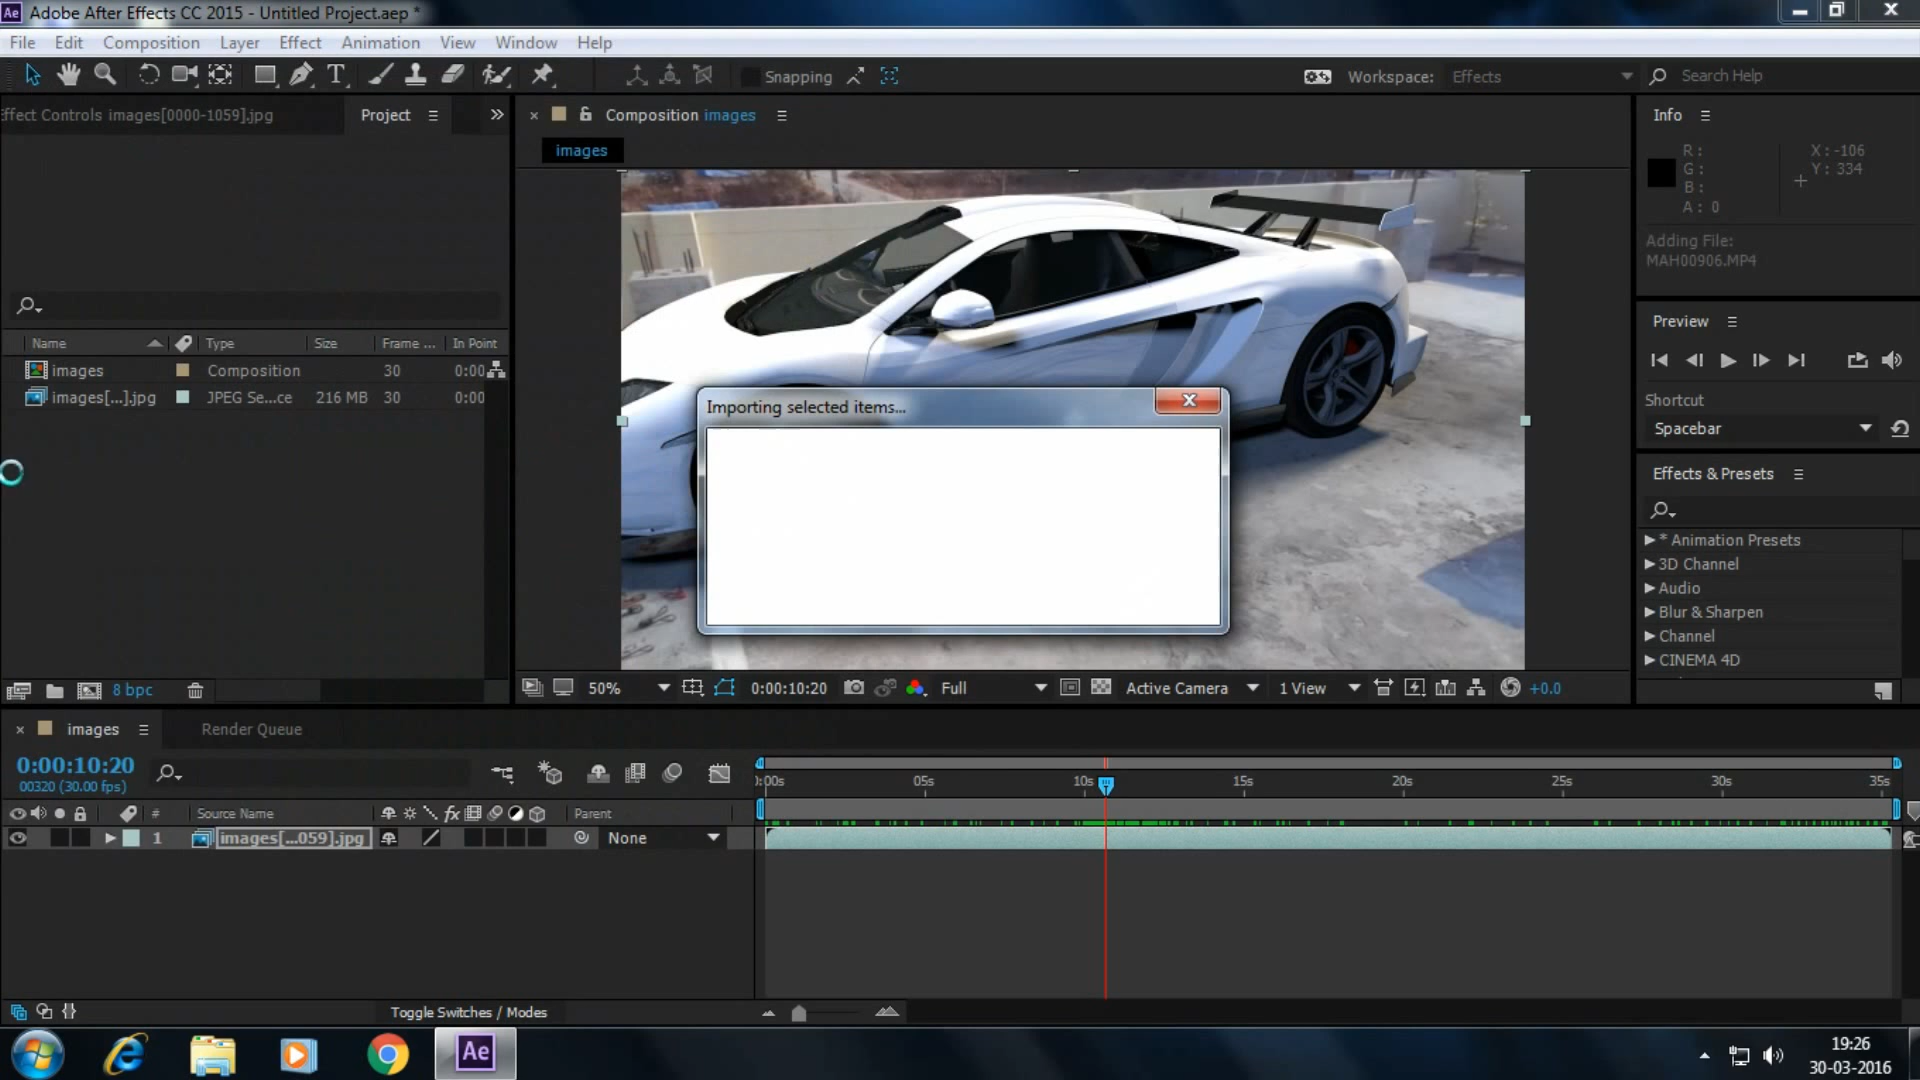 Ae Adobe After Effects CC 2015 - Untitled Project.aep *
File Edit Composition Layer Effect Animation View Window Help
T Snapping Workspace: Effects Search Help
ffect Controls images[0000-1059].jpg Project
Composition images
images
Name Type Size Frame ... In Point
images Composition 30 0:00
images[...].jpg JPEG Se...ce 216 MB 30 0:00
8 bpc
Importing selected items...
50% 0:00:10:20 Full Active Camera 1 View +0.0
Info
R : X : -106
G : Y : 334
B :
A : 0
Adding File:
MAH00906.MP4
Preview
Shortcut
Spacebar
Effects & Presets
* Animation Presets
3D Channel
Audio
Blur & Sharpen
Channel
CINEMA 4D
images Render Queue
0:00:10:20
00320 (30.00 fps)
):00s 05s 10s 15s 20s 25s 30s 35s
# Source Name fx Parent
1 images[...059].jpg None
Toggle Switches / Modes
Ae
19:26
30-03-2016